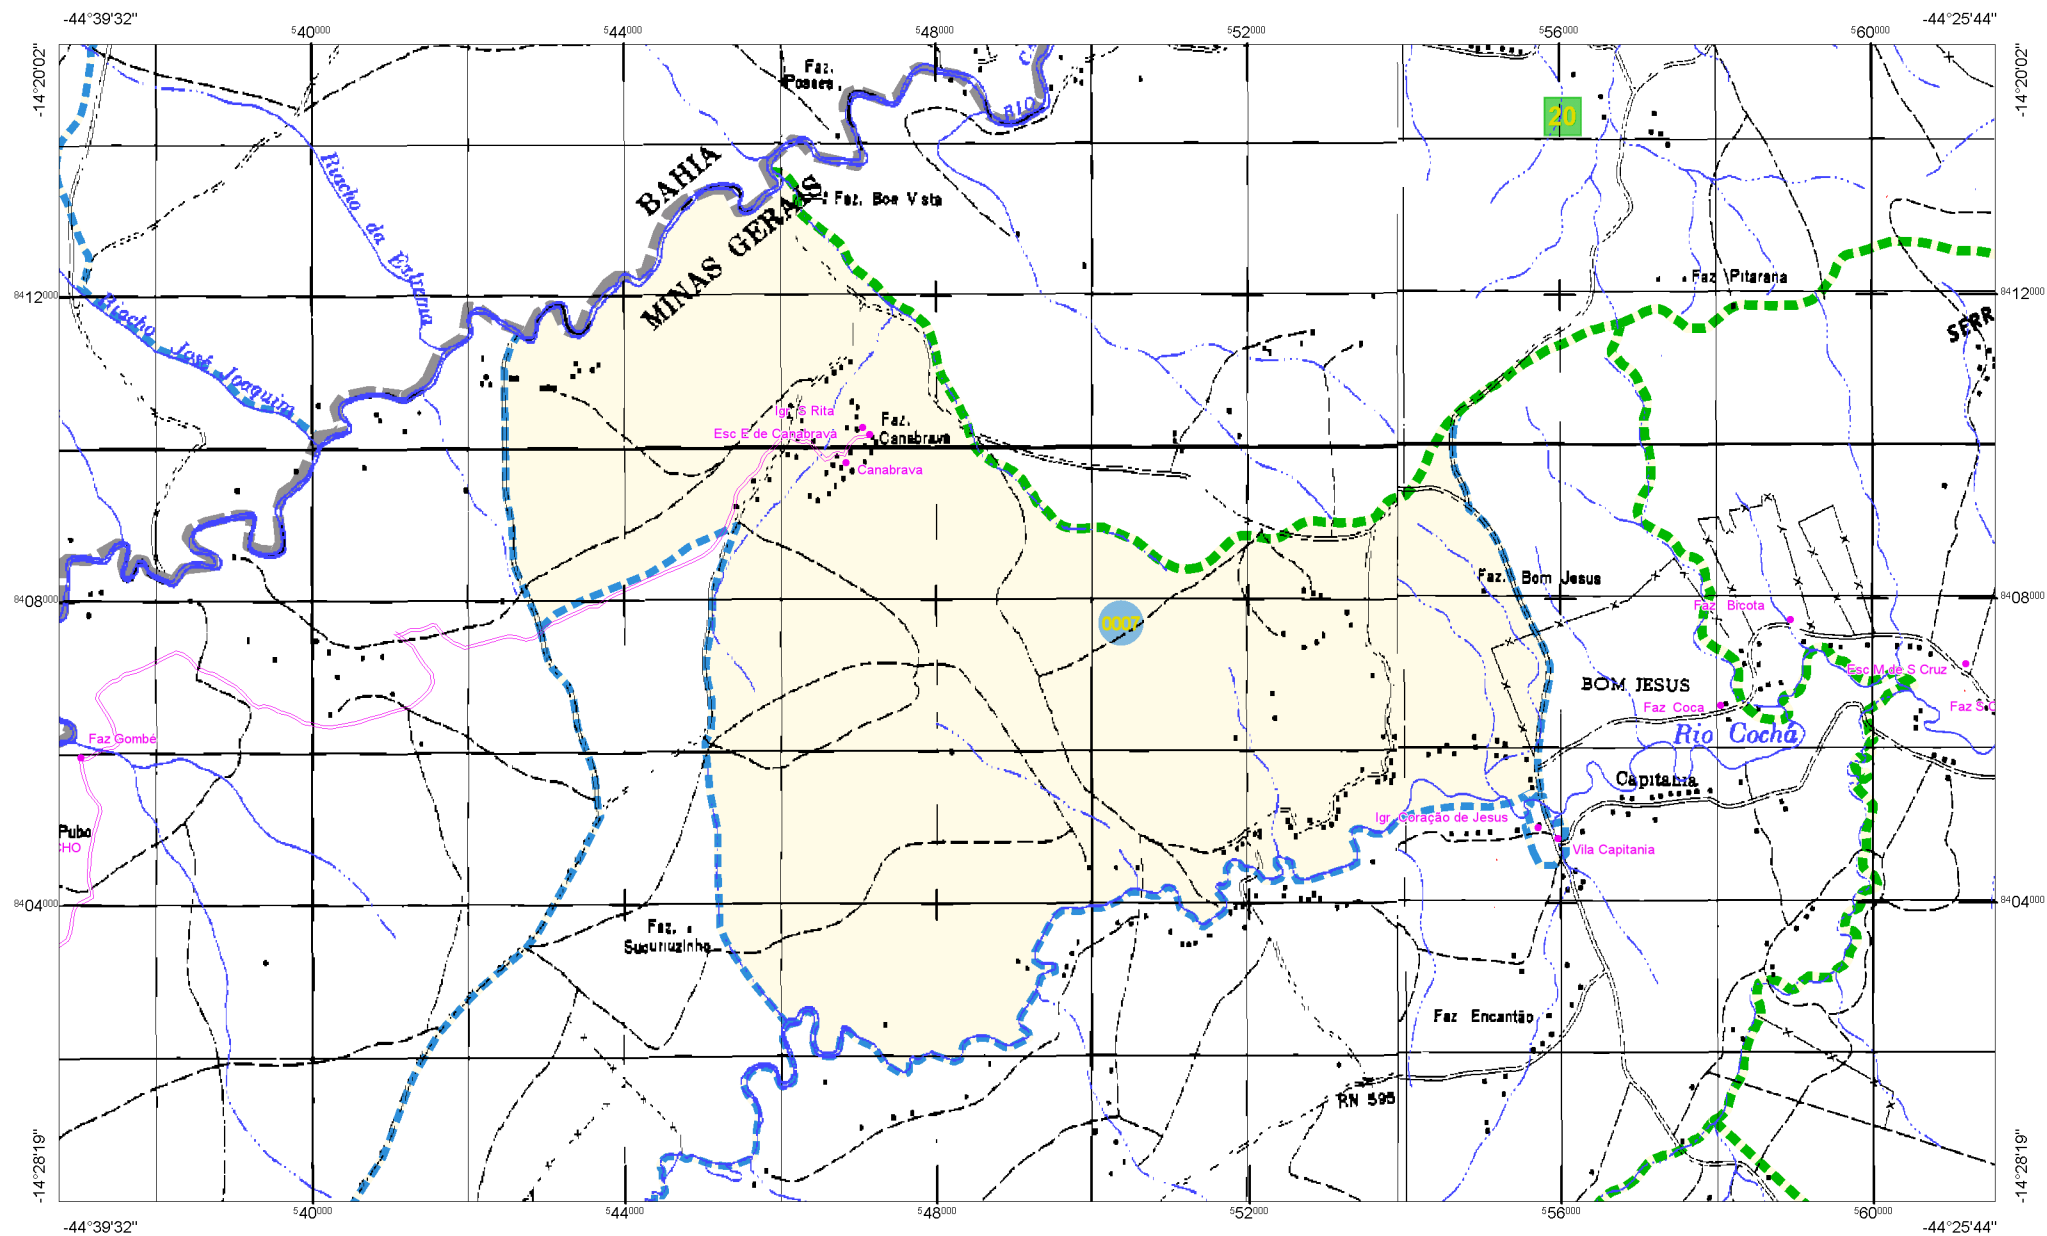 -44°39'32"
-44°25'44"
540000
544000
548000
552000
556000
560000
-14°20'02"
-14°20'02"
Faz.
RIO
20
BAHIA
MINAS GERAIS
Riacho da Extrema
Faz. Boa Vista
Faz Pitarana
8412000
8412000
Riacho José Joaquim
SERR
Igr S Rita
Esc E de Canabrava
Faz.
Canabrava
Canabrava
Faz. Bom Jesus
8408000
8408000
0007
Faz Bicota
Esc M de S Cruz
BOM JESUS
Faz Coca
Faz S C
Rio Cochá
Faz Gombé
Capitania
Igr Coração de Jesus
Pubo
CHO
Vila Capitania
8404000
8404000
Faz.
Sucuriuzinho
Faz Encantão
RN 595
-14°28'19"
-14°28'19"
540000
544000
548000
552000
556000
560000
-44°39'32"
-44°25'44"